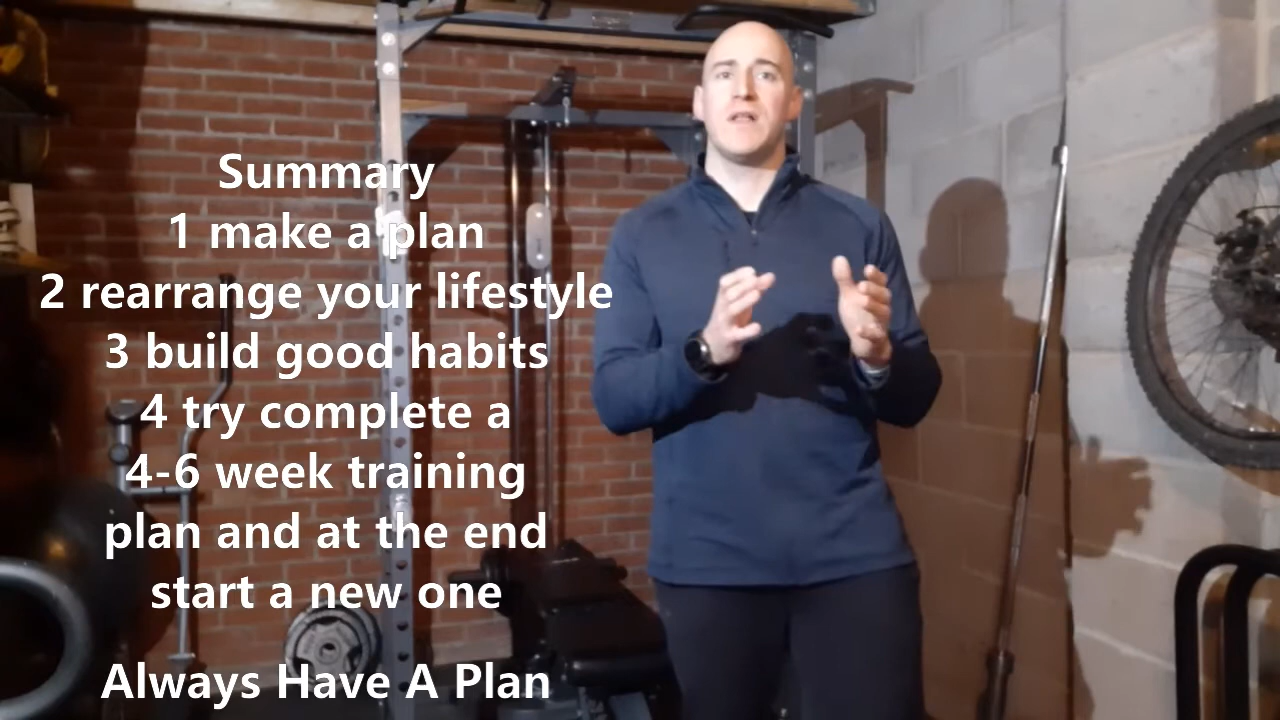 Summary
1 make a plan
2 rearrange your lifestyle
3 build good habits
4 try complete a
4-6 week training
plan and at the end
start a new one
Always Have A Plan